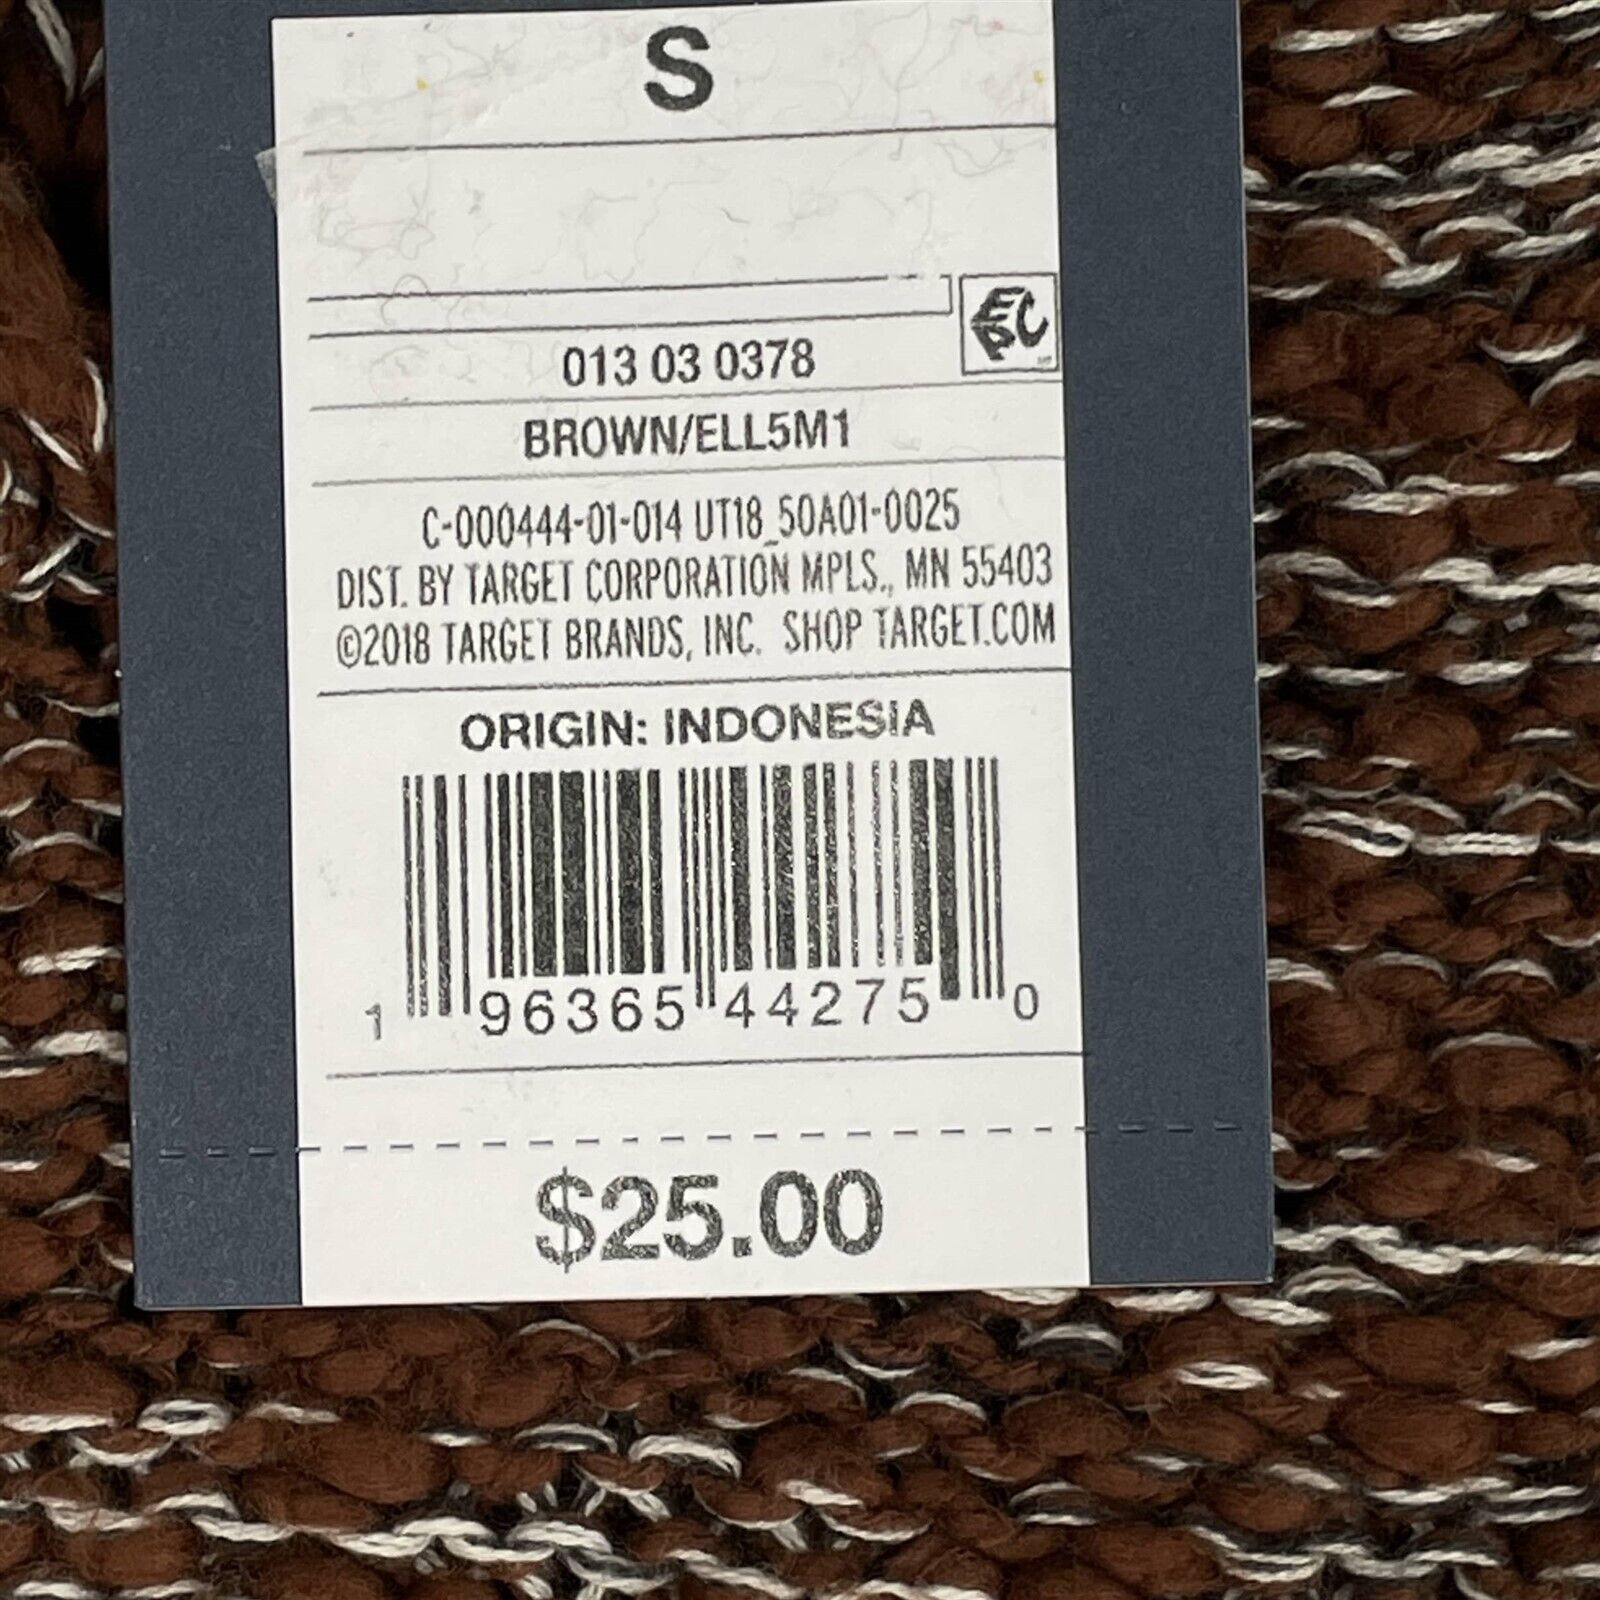 S
EPC
013 03 0378
BROWN/ELL5M1
C-000444-01-014 UT18_50A01-0025
DIST. BY TARGET CORPORATION MPLS., MN 55403
©2018 TARGET BRANDS, INC. SHOP TARGET.COM
ORIGIN: INDONESIA
1 96365 44275 0
$25.00